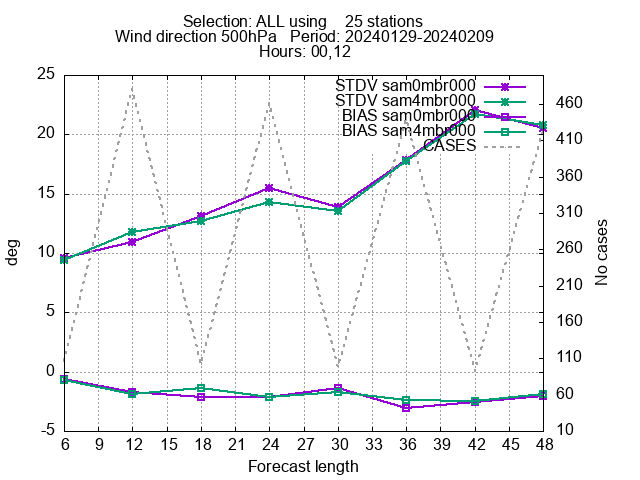 Selection: ALL using 25 stations
Wind direction 500hPa Period: 20240129-20240209
Hours: 00,12
STDV sam0mbr000
STDV sam4mbr000
BIAS sam0mbr000
BIAS sam4mbr000
CASES
deg
25
20
15
10
5
0
-5
No cases
460
410
360
310
260
210
160
110
60
10
6 9 12 15 18 21 24 27 30 33 36 39 42 45 48
Forecast length